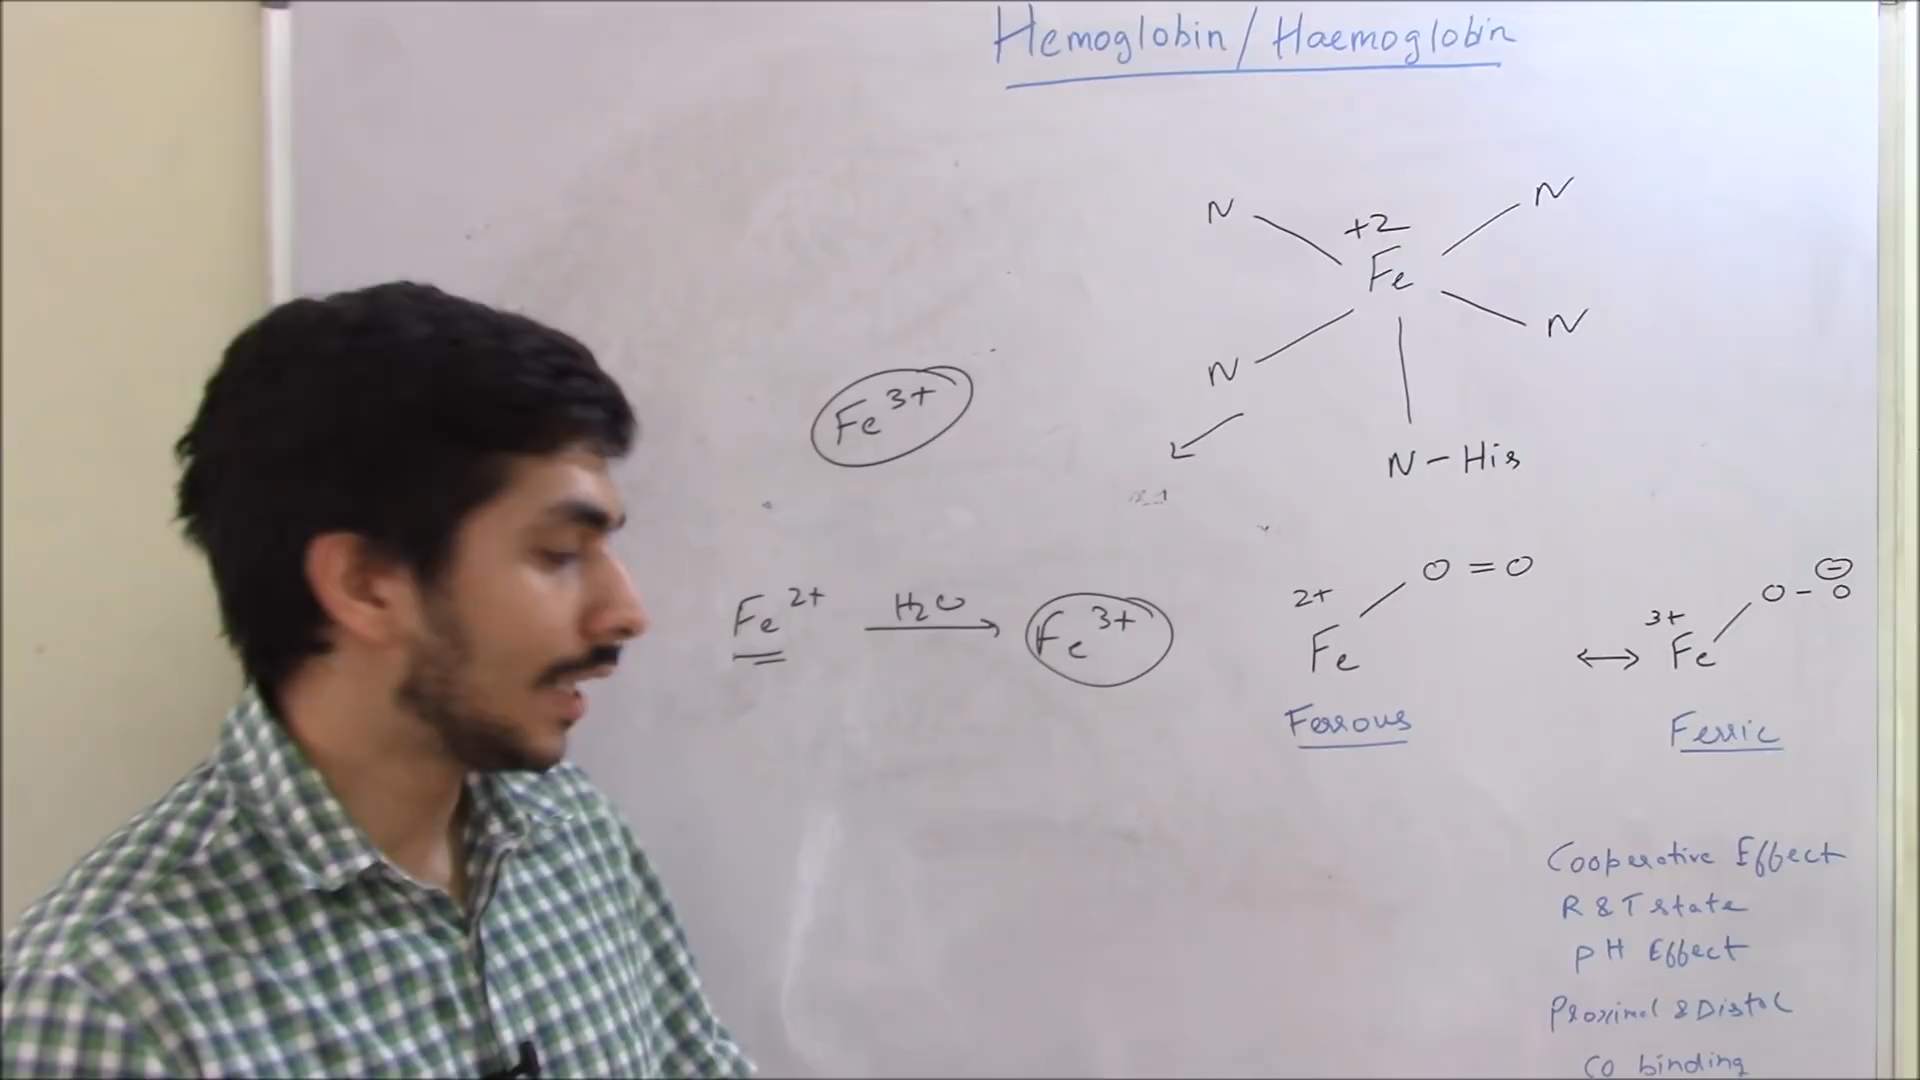 Hemoglobin / Haemoglobin
N
N
+2
Fe
N
N
N - His
Fe3+
Fe2+ H2O Fe3+
2+
Fe
O = O
3+
Fe
O - O
Ferrous
Ferric
Cooperative Effect
R & T state
pH Effect
Proximal & Distal
CO binding